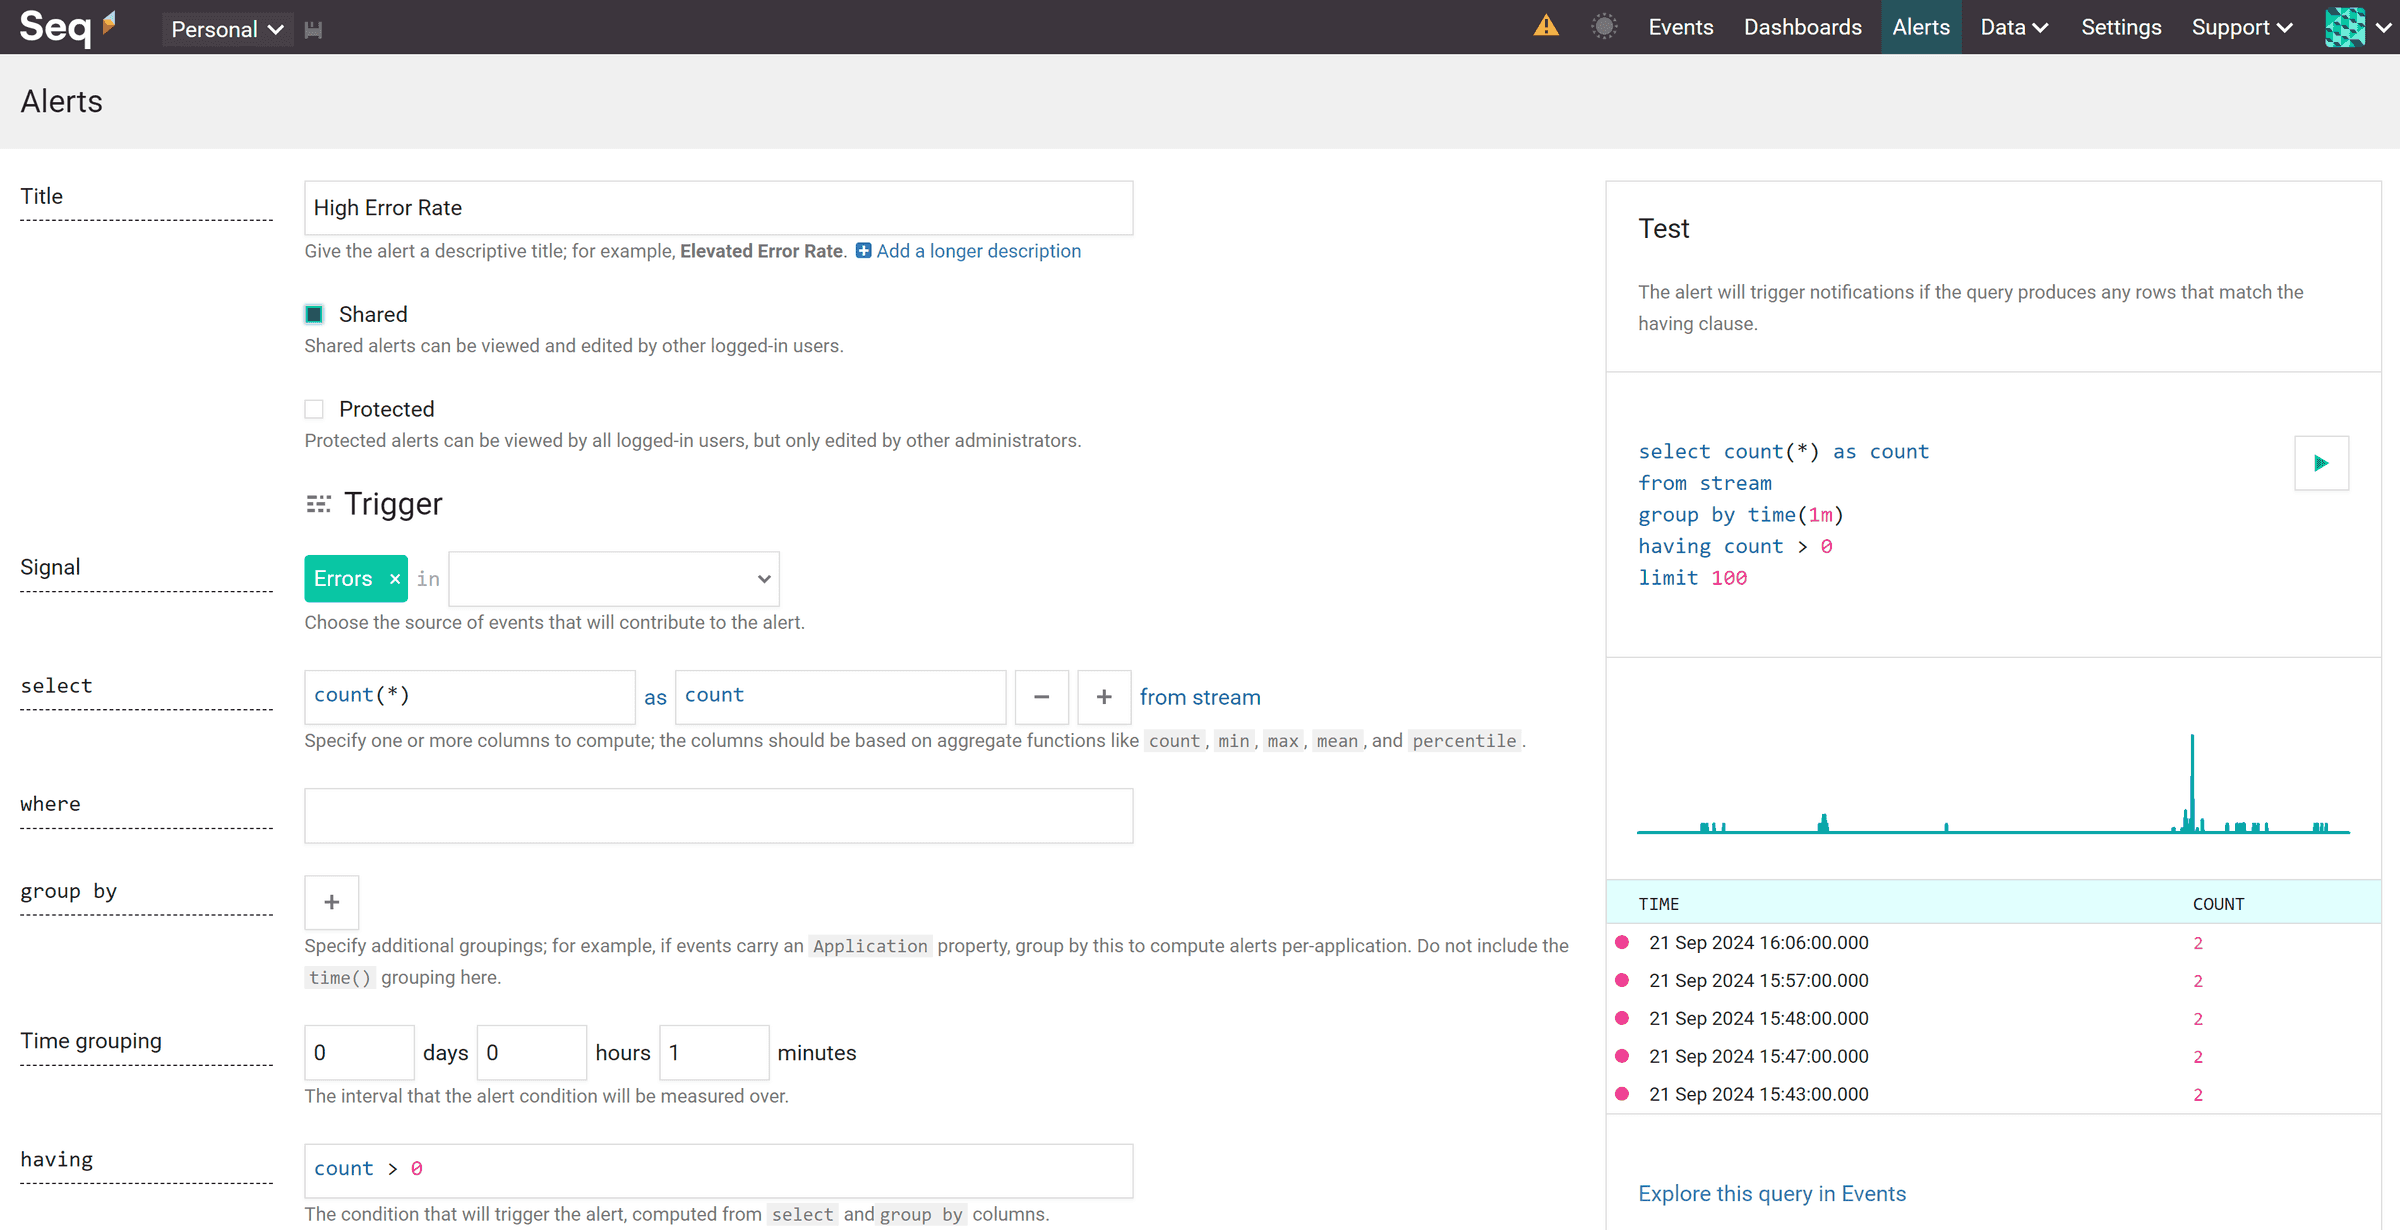 Seq
Personal
Events
Dashboards
Alerts
Data
Settings
Support
Alerts
Title
High Error Rate
Give the alert a descriptive title; for example, Elevated Error Rate. Add a longer description
Shared
Shared alerts can be viewed and edited by other logged-in users.
Protected
Protected alerts can be viewed by all logged-in users, but only edited by other administrators.
Trigger
Signal
Errors × in
Choose the source of events that will contribute to the alert.
select
count(*) as count − + from stream
Specify one or more columns to compute; the columns should be based on aggregate functions like count, min, max, mean, and percentile.
where
group by
+
Specify additional groupings; for example, if events carry an Application property, group by this to compute alerts per-application. Do not include the
time() grouping here.
Time grouping
0 days 0 hours 1 minutes
The interval that the alert condition will be measured over.
having
count > 0
The condition that will trigger the alert, computed from select and group by columns.
Test
The alert will trigger notifications if the query produces any rows that match the
having clause.
select count(*) as count
from stream
group by time(1m)
having count > 0
limit 100
TIME COUNT
21 Sep 2024 16:06:00.000 2
21 Sep 2024 15:57:00.000 2
21 Sep 2024 15:48:00.000 2
21 Sep 2024 15:47:00.000 2
21 Sep 2024 15:43:00.000 2
Explore this query in Events